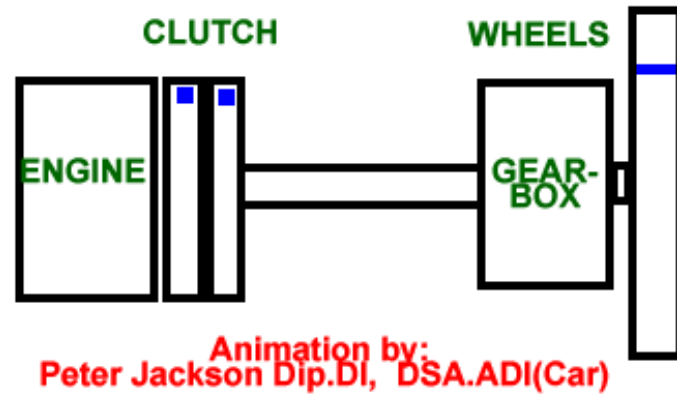 CLUTCH
WHEELS
ENGINE
GEAR-
BOX
Animation by:
Peter Jackson Dip.DI, DSA.ADI(Car)